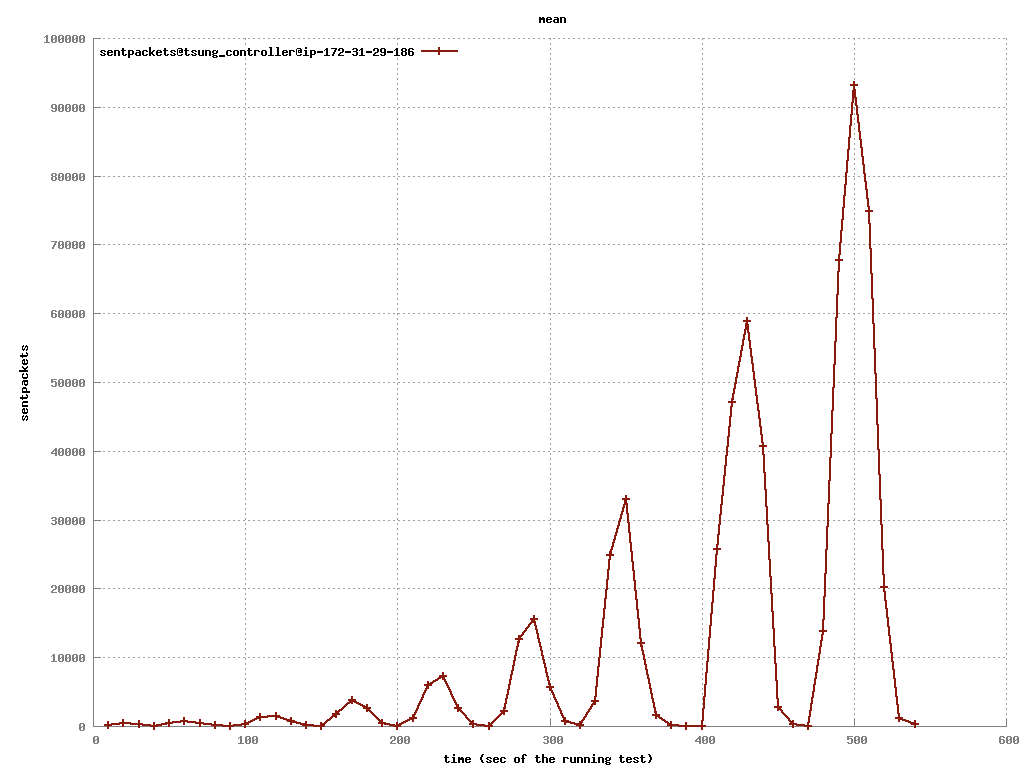 mean
sentpackets@tsung_controller@ip-172-31-29-186
100000
90000
80000
70000
60000
50000
40000
30000
20000
10000
0
sentpackets
0 100 200 300 400 500 600
time (sec of the running test)